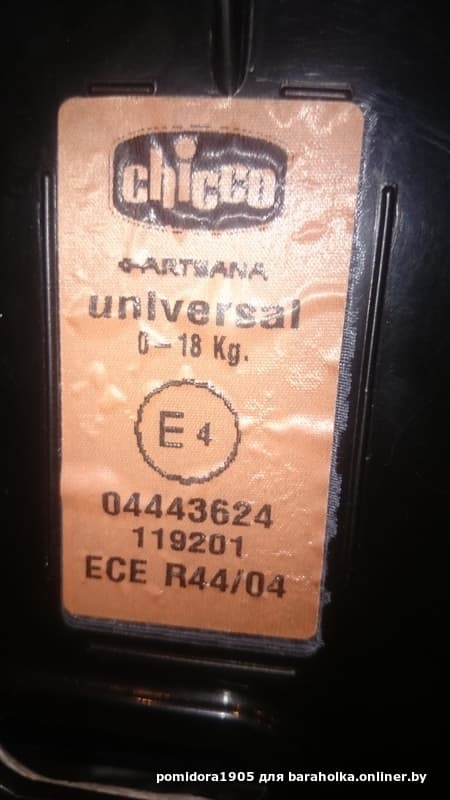 chicco
ARTSANA
universal
0-18 Kg.
E 4
04443624
119201
ECE R44/04
pomidora1905 для baraholka.onliner.by